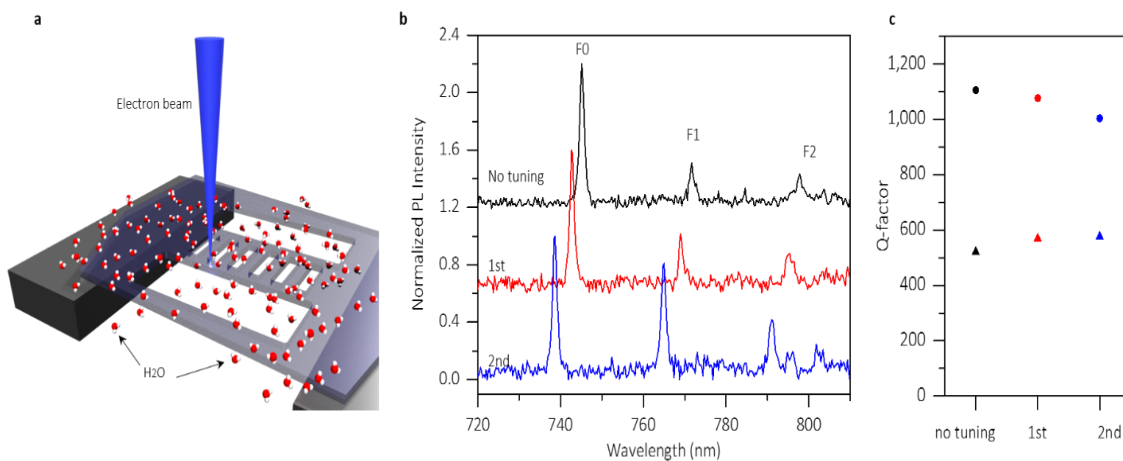 a
Electron beam
H2O
b
Normalized PL Intensity
2.4
2.0
1.6
1.2
0.8
0.4
0.0
F0
F1
F2
No tuning
1st
2nd
720
740
760
780
800
Wavelength (nm)
c
Q-factor
1,200
1,000
800
600
400
200
0
no tuning
1st
2nd